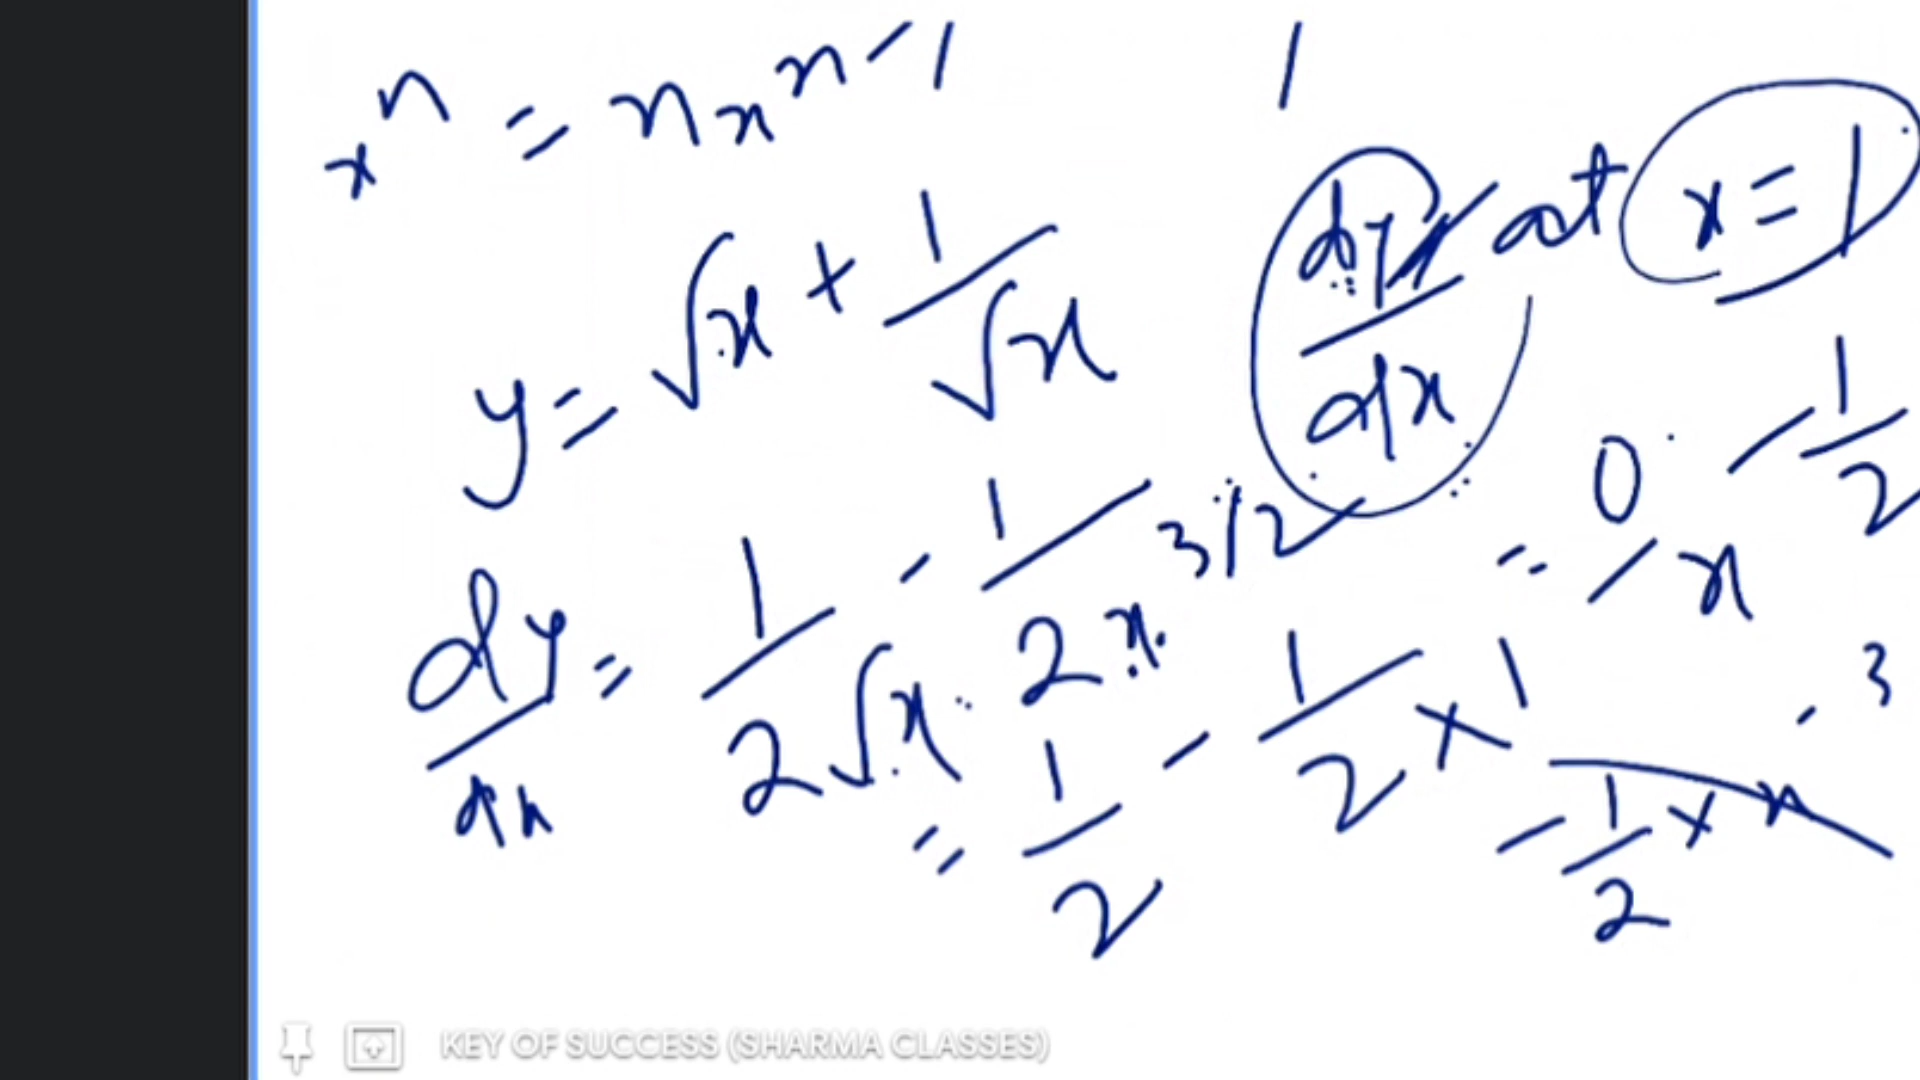 x^n = nx^n-1
1
y = √x + 1/√x
dy/dx at x = 1
dy/dx = 1/2√x - 1/2x^3/2
= 0
- 1/2
x
= 1/2 - 1/2 × 1
- 1/2 × x
- 3
KEY OF SUCCESS (SHARMA CLASSES)